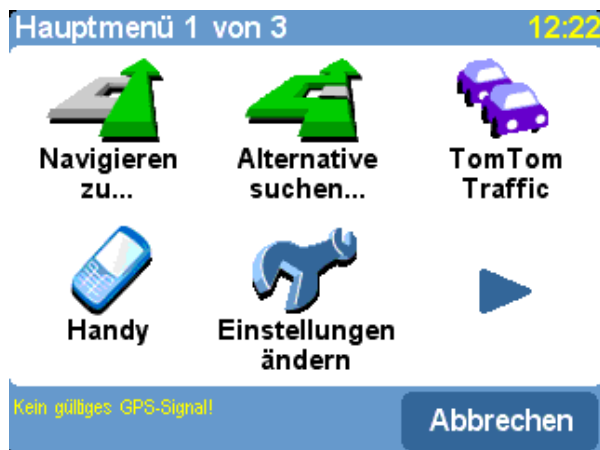 Hauptmenü 1 von 3
12:22
Navigieren
zu...
Alternative
suchen...
TomTom
Traffic
Handy
Einstellungen
ändern
Kein gültiges GPS-Signal!
Abbrechen